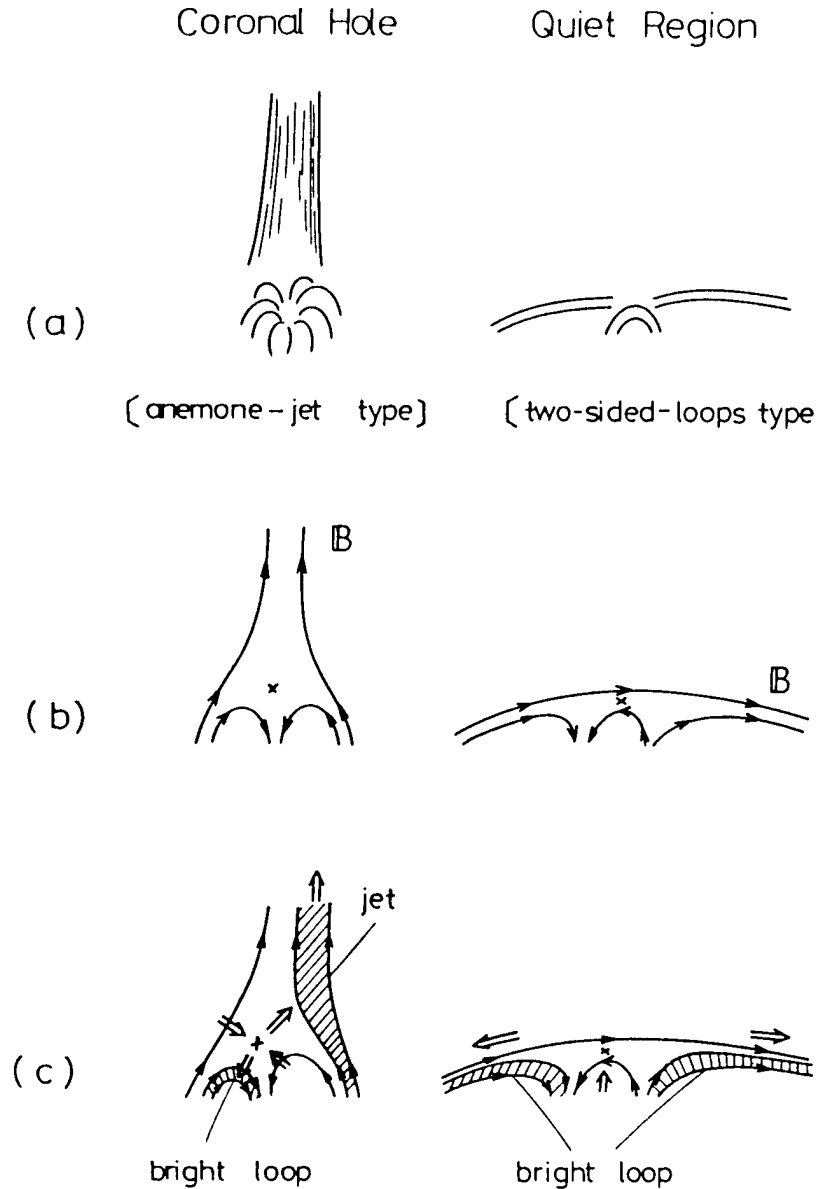 Coronal Hole Quiet Region
(a)
[anemone-jet type] [two-sided-loops type
B
(b) B
jet
(c)
bright loop bright loop